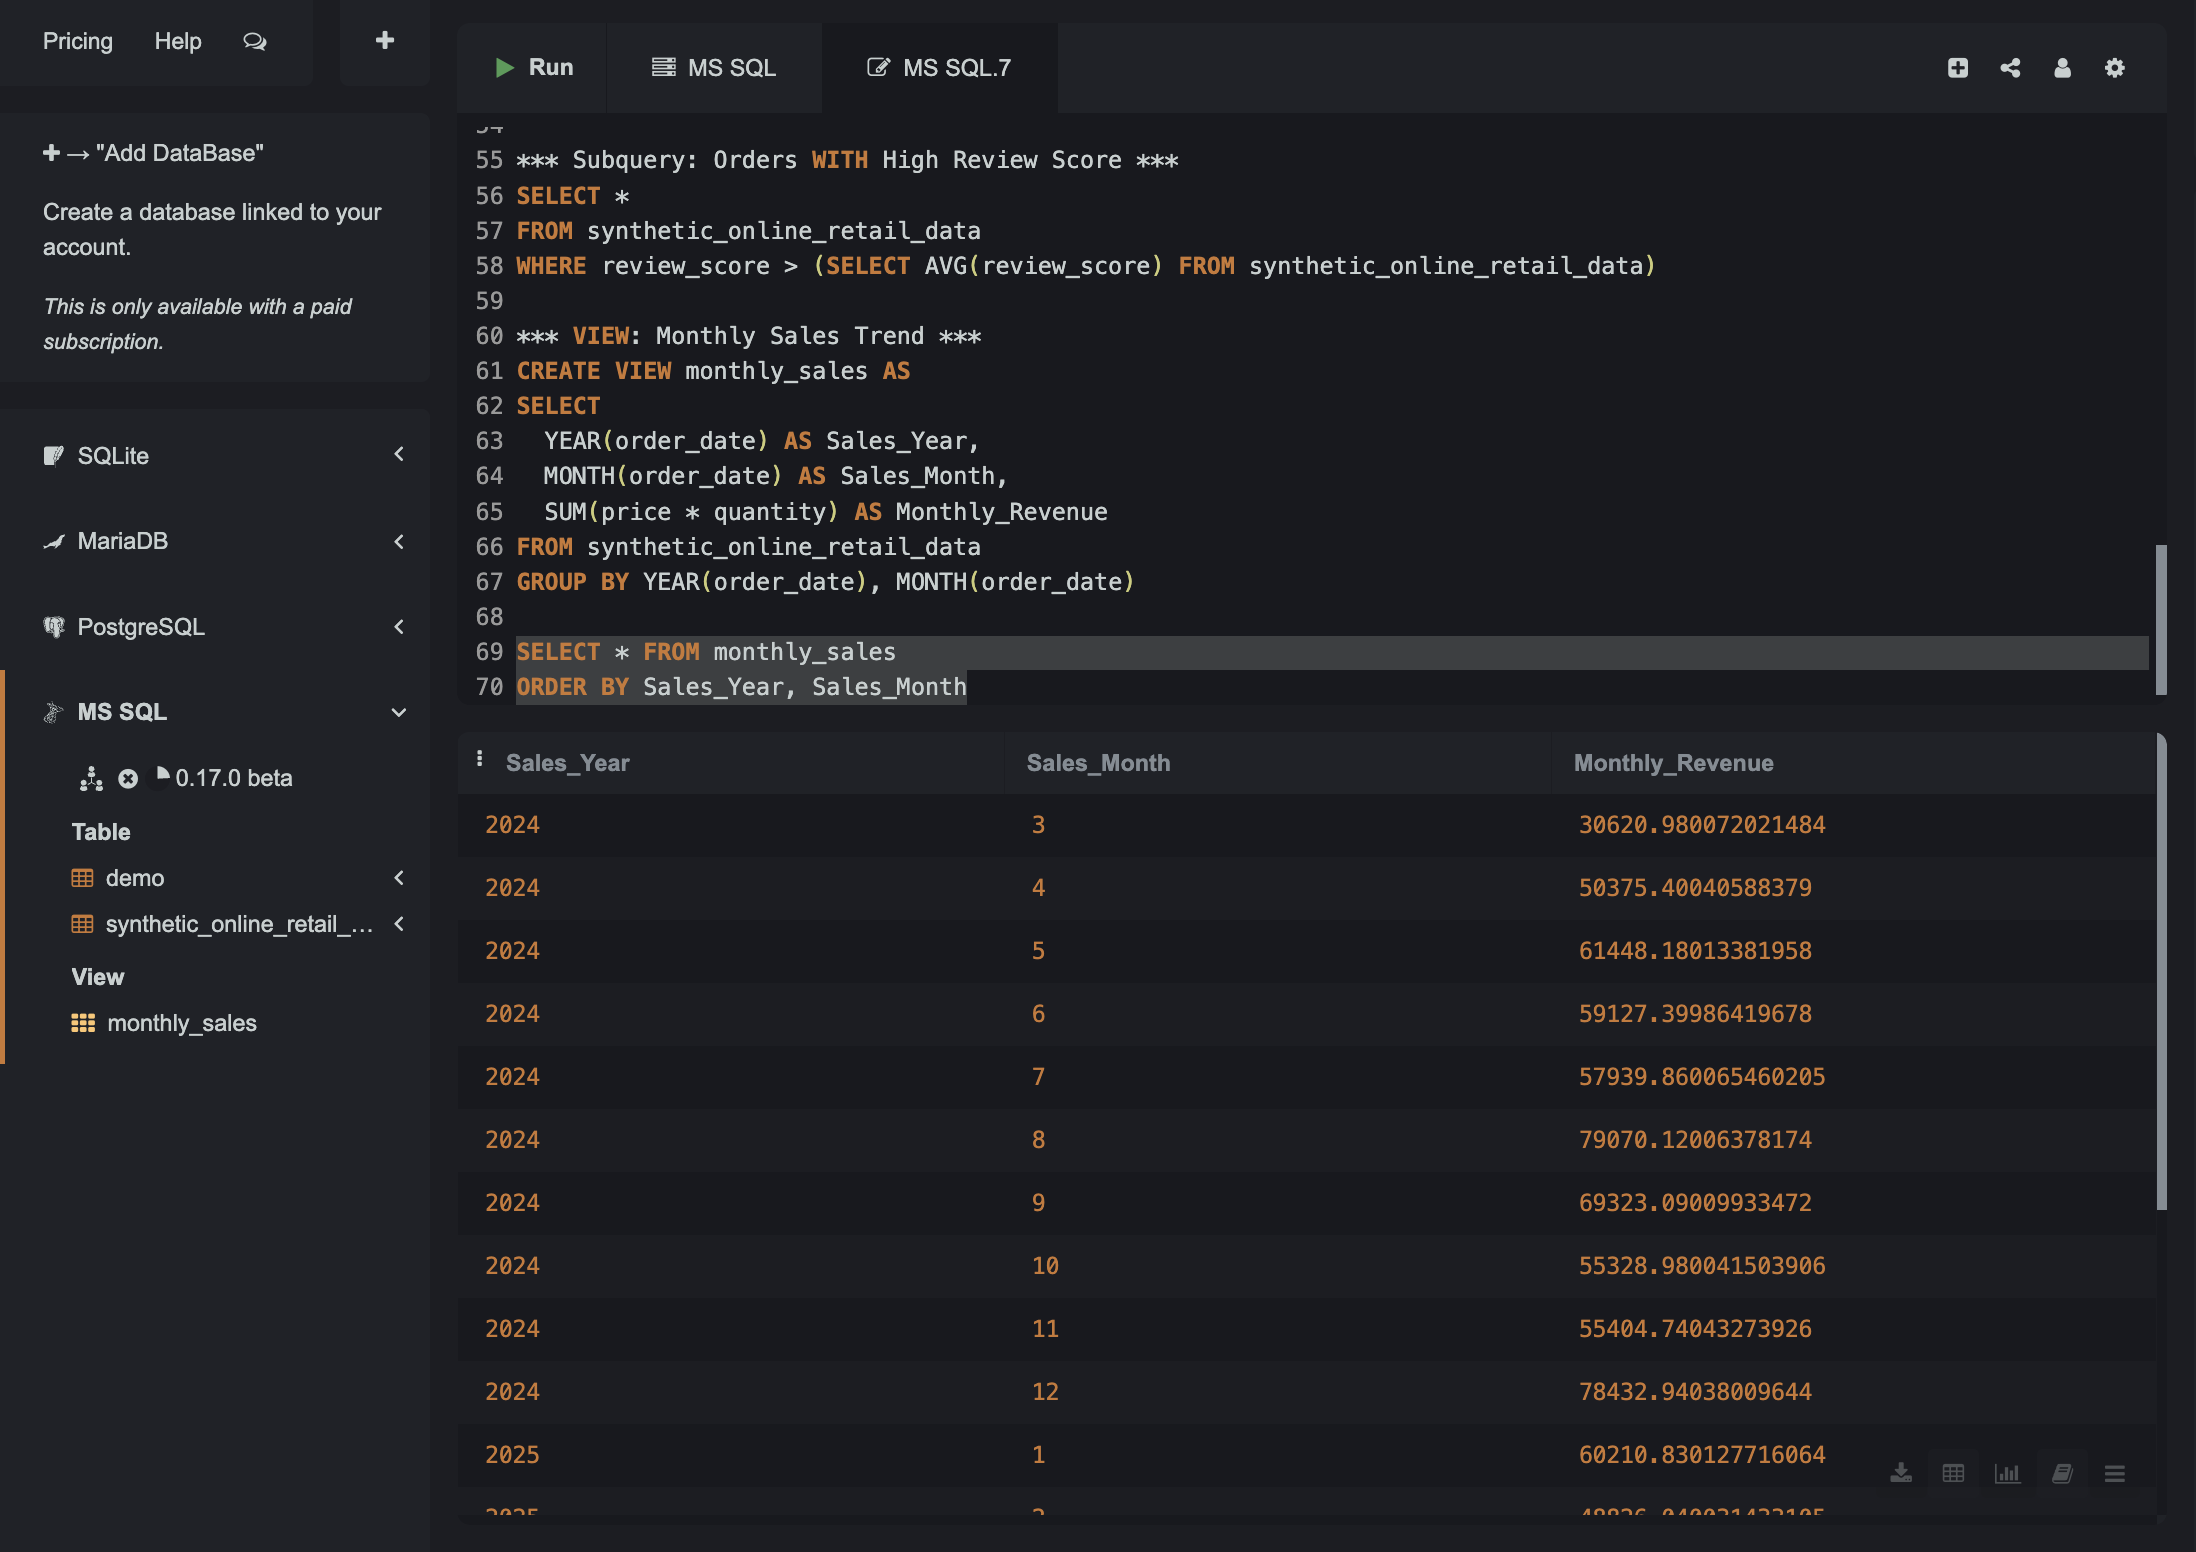 Pricing Help
"Add DataBase"
Create a database linked to your
account.
This is only available with a paid
subscription.
SQLite
MariaDB
PostgreSQL
MS SQL
0.17.0 beta
Table
demo
synthetic_online_retail_...
View
monthly_sales
Run MS SQL MS SQL.7
55 *** Subquery: Orders WITH High Review Score ***
56 SELECT *
57 FROM synthetic_online_retail_data
58 WHERE review_score > (SELECT AVG(review_score) FROM synthetic_online_retail_data)
59
60 *** VIEW: Monthly Sales Trend ***
61 CREATE VIEW monthly_sales AS
62 SELECT
63 YEAR(order_date) AS Sales_Year,
64 MONTH(order_date) AS Sales_Month,
65 SUM(price * quantity) AS Monthly_Revenue
66 FROM synthetic_online_retail_data
67 GROUP BY YEAR(order_date), MONTH(order_date)
68
69 SELECT * FROM monthly_sales
70 ORDER BY Sales_Year, Sales_Month
Sales_Year Sales_Month Monthly_Revenue
2024 3 30620.980072021484
2024 4 50375.40040588379
2024 5 61448.18013381958
2024 6 59127.39986419678
2024 7 57939.860065460205
2024 8 79070.12006378174
2024 9 69323.09009933472
2024 10 55328.980041503906
2024 11 55404.74043273926
2024 12 78432.94038009644
2025 1 60210.830127716064